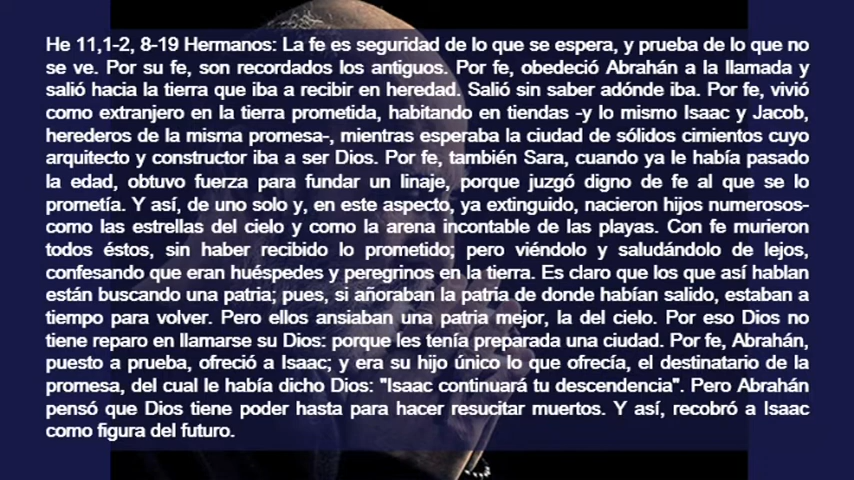 He 11,1-2, 8-19 Hermanos: La fe es seguridad de lo que se espera, y prueba de lo que no
se ve. Por su fe, son recordados los antiguos. Por fe, obedeció Abrahán a la llamada y
salió hacia la tierra que iba a recibir en heredad. Salió sin saber adónde iba. Por fe, vivió
como extranjero en la tierra prometida, habitando en tiendas -y lo mismo Isaac y Jacob,
herederos de la misma promesa-, mientras esperaba la ciudad de sólidos cimientos cuyo
arquitecto y constructor iba a ser Dios. Por fe, también Sara, cuando ya le había pasado
la edad, obtuvo fuerza para fundar un linaje, porque juzgó digno de fe al que se lo
prometía. Y así, de uno solo y, en este aspecto, ya extinguido, nacieron hijos numerosos-
como las estrellas del cielo y como la arena incontable de las playas. Con fe murieron
todos éstos, sin haber recibido lo prometido; pero viéndolo y saludándolo de lejos,
confesando que eran huéspedes y peregrinos en la tierra. Es claro que los que así hablan
están buscando una patria; pues, si añoraban la patria de donde habían salido, estaban a
tiempo para volver. Pero ellos ansiaban una patria mejor, la del cielo. Por eso Dios no
tiene reparo en llamarse su Dios: porque les tenía preparada una ciudad. Por fe, Abrahán,
puesto a prueba, ofreció a Isaac; y era su hijo único lo que ofrecía, el destinatario de la
promesa, del cual le había dicho Dios: "Isaac continuará tu descendencia". Pero Abrahán
pensó que Dios tiene poder hasta para hacer resucitar muertos. Y así, recobró a Isaac
como figura del futuro.